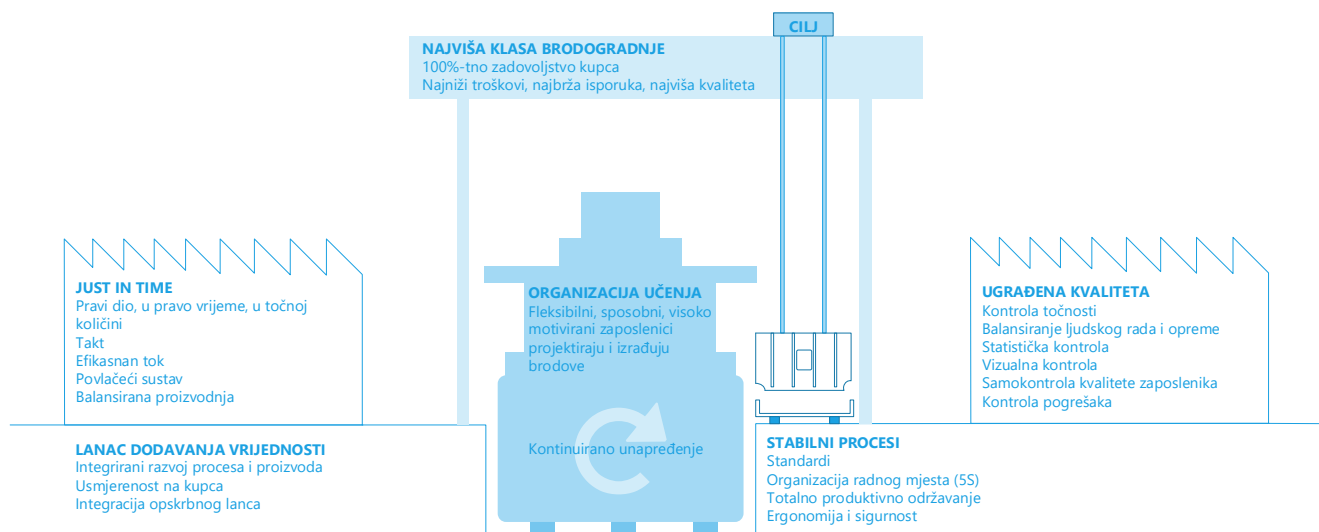 CILJ
NAJVIŠA KLASA BRODOGRADNJE
100%-tno zadovoljstvo kupca
Najniži troškovi, najbrža isporuka, najviša kvaliteta
JUST IN TIME
Pravi dio, u pravo vrijeme, u točnoj
količini
Takt
Efikasnan tok
Povlačeći sustav
Balansirana proizvodnja
ORGANIZACIJA UČENJA
Fleksibilni, sposobni, visoko
motivirani zaposlenici
projektiraju i izrađuju
brodove
UGRAĐENA KVALITETA
Kontrola točnosti
Balansiranje ljudskog rada i opreme
Statistička kontrola
Vizualna kontrola
Samokontrola kvalitete zaposlenika
Kontrola pogrešaka
LANAC DODAVANJA VRIJEDNOSTI
Integrirani razvoj procesa i proizvoda
Usmjerenost na kupca
Integracija opskrbnog lanca
Kontinuirano unapređenje
STABILNI PROCESI
Standardi
Organizacija radnog mjesta (5S)
Totalno produktivno održavanje
Ergonomija i sigurnost